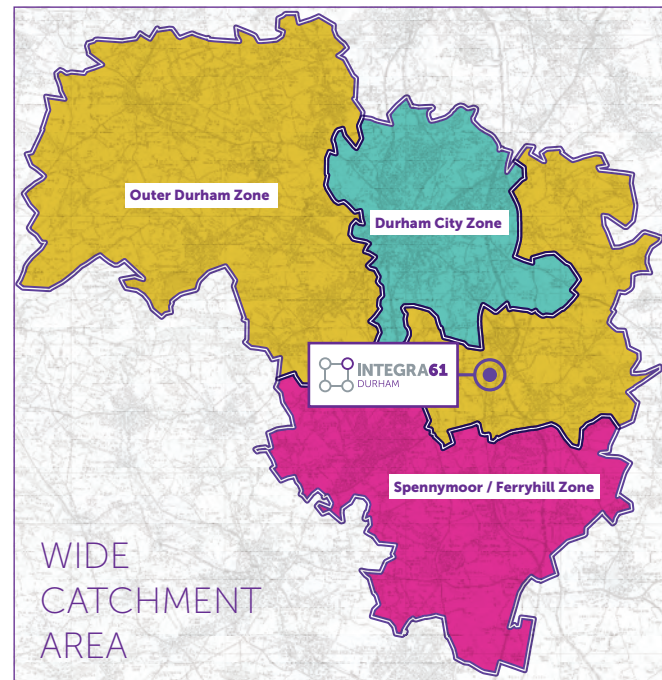 Outer Durham Zone
Durham City Zone
INTEGRA61
DURHAM
Spennymoor / Ferryhill Zone
WIDE
CATCHMENT
AREA